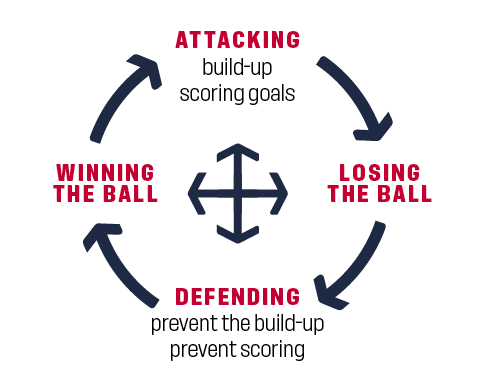 ATTACKING
build-up
scoring goals
WINNING
THE BALL
LOSING
THE BALL
DEFENDING
prevent the build-up
prevent scoring